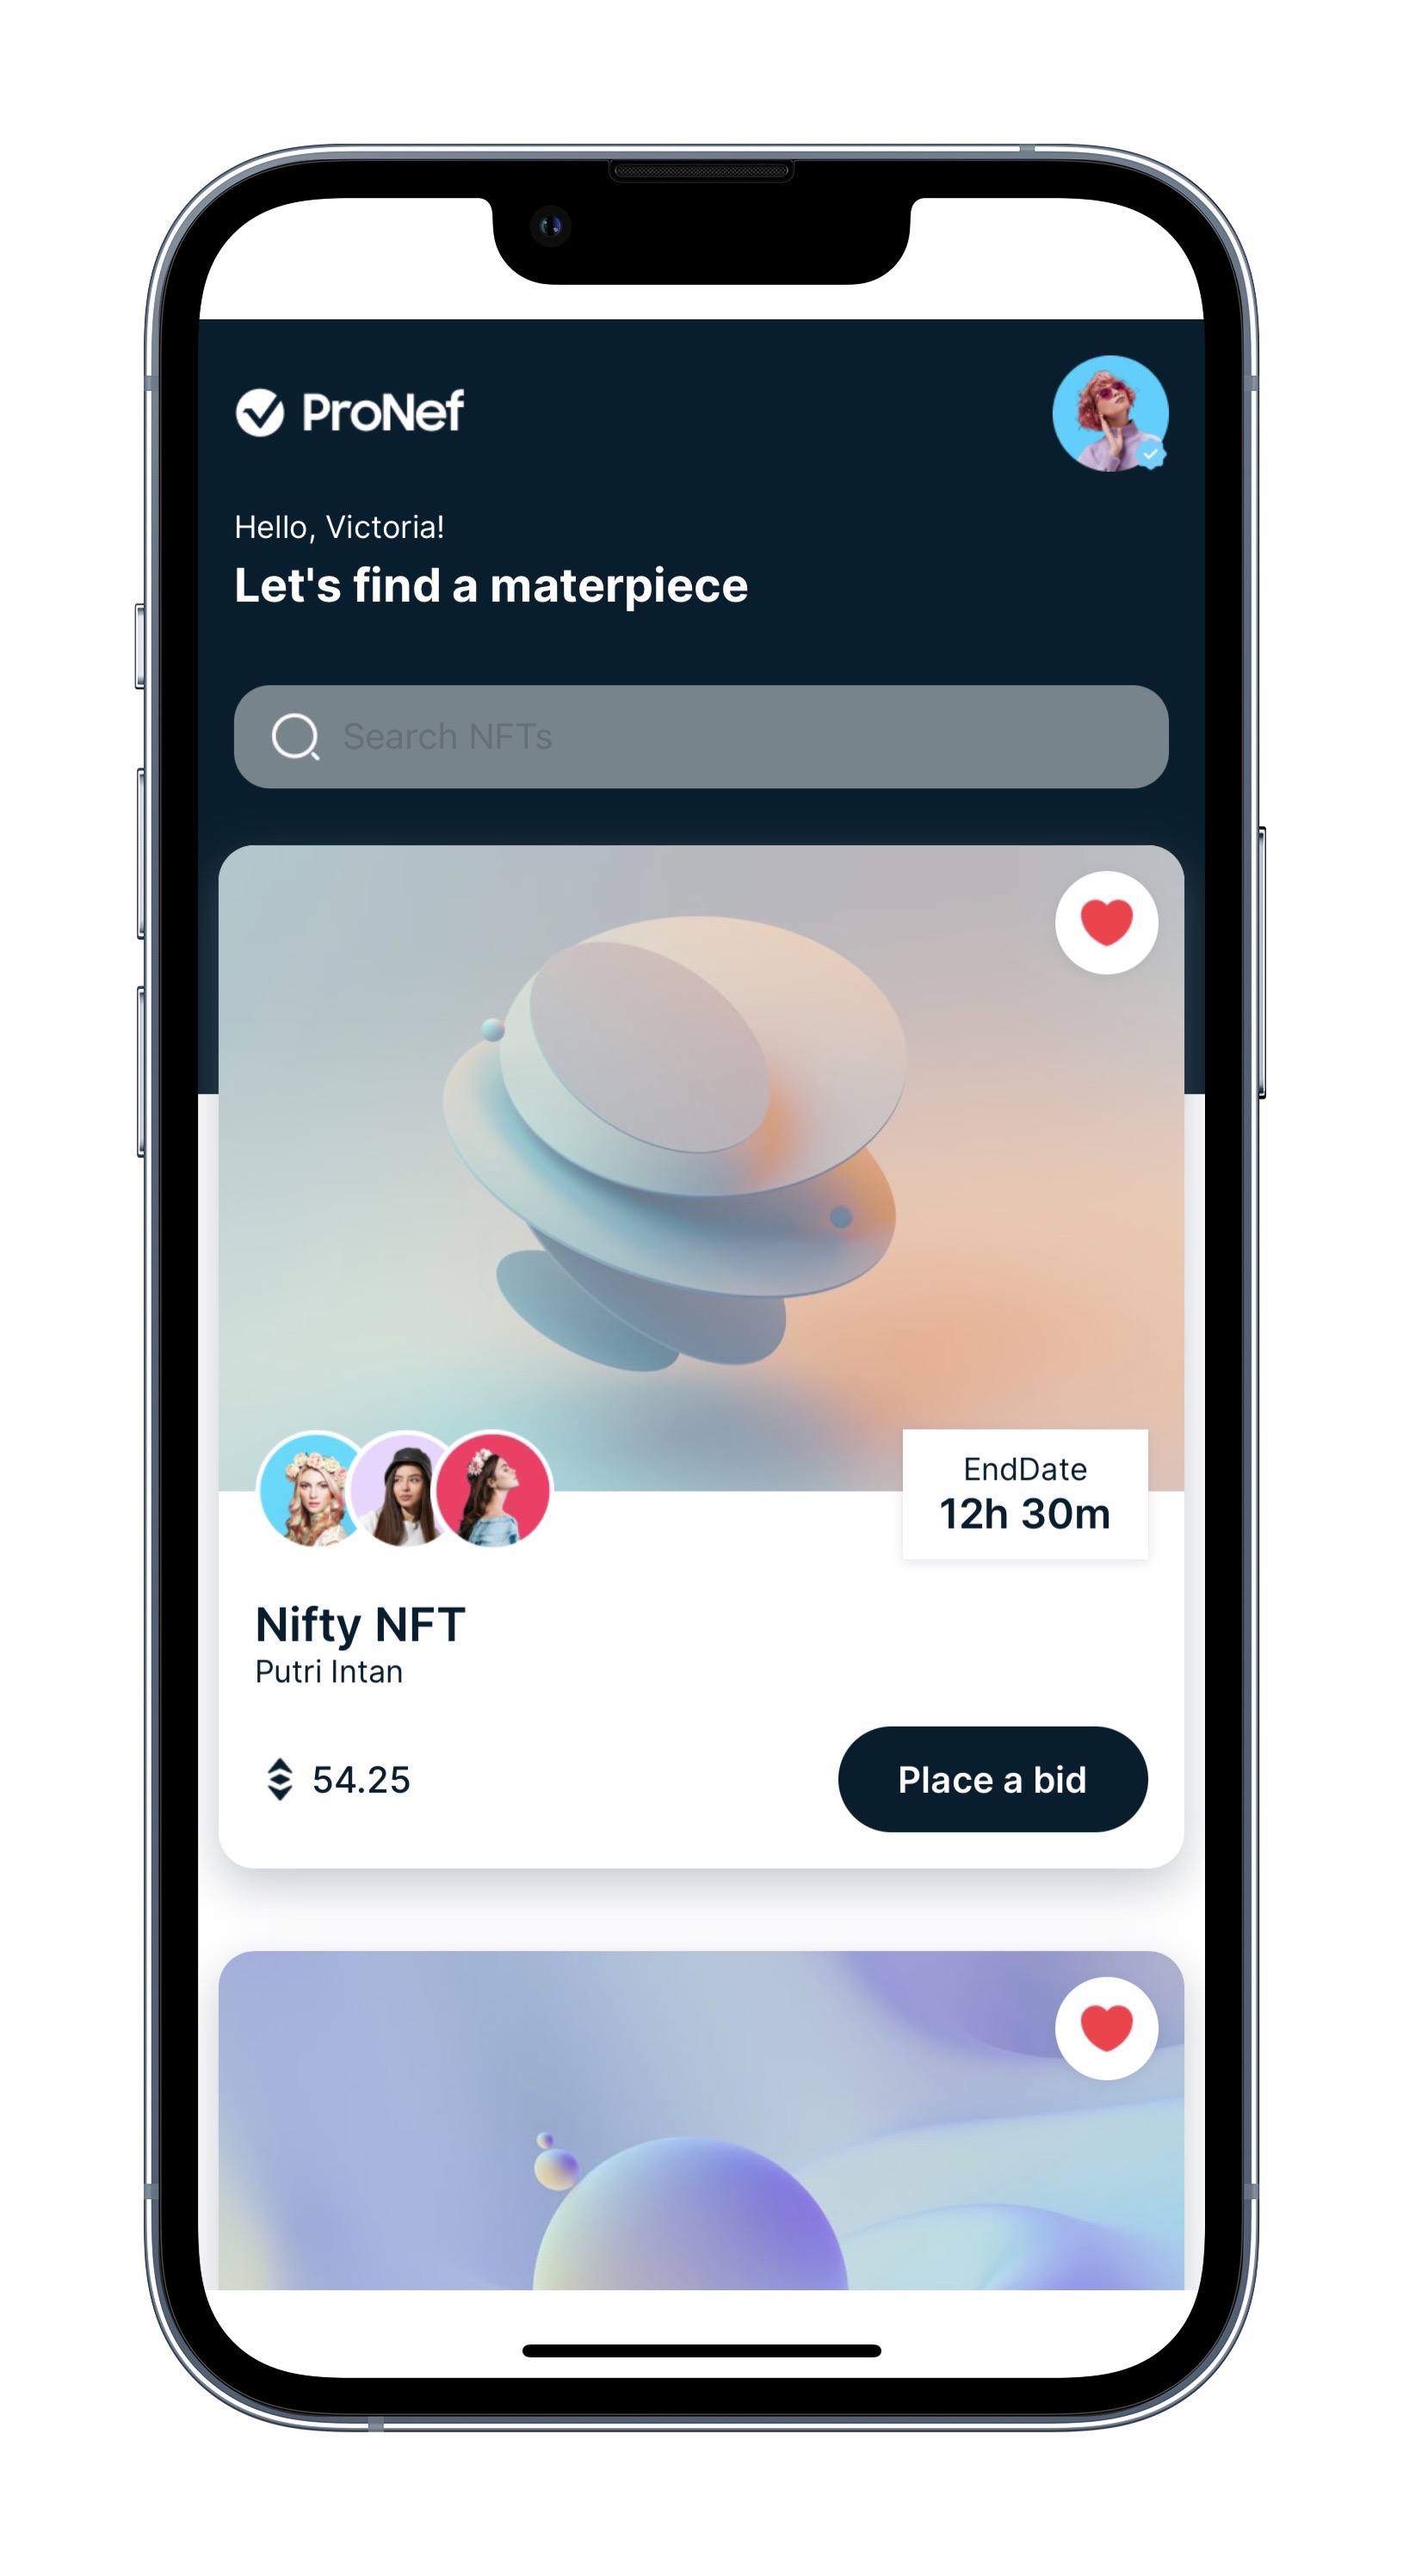 ProNef
Hello, Victoria!
Let's find a materpiece
Search NFTs
EndDate
12h 30m
Nifty NFT
Putri Intan
54.25
Place a bid